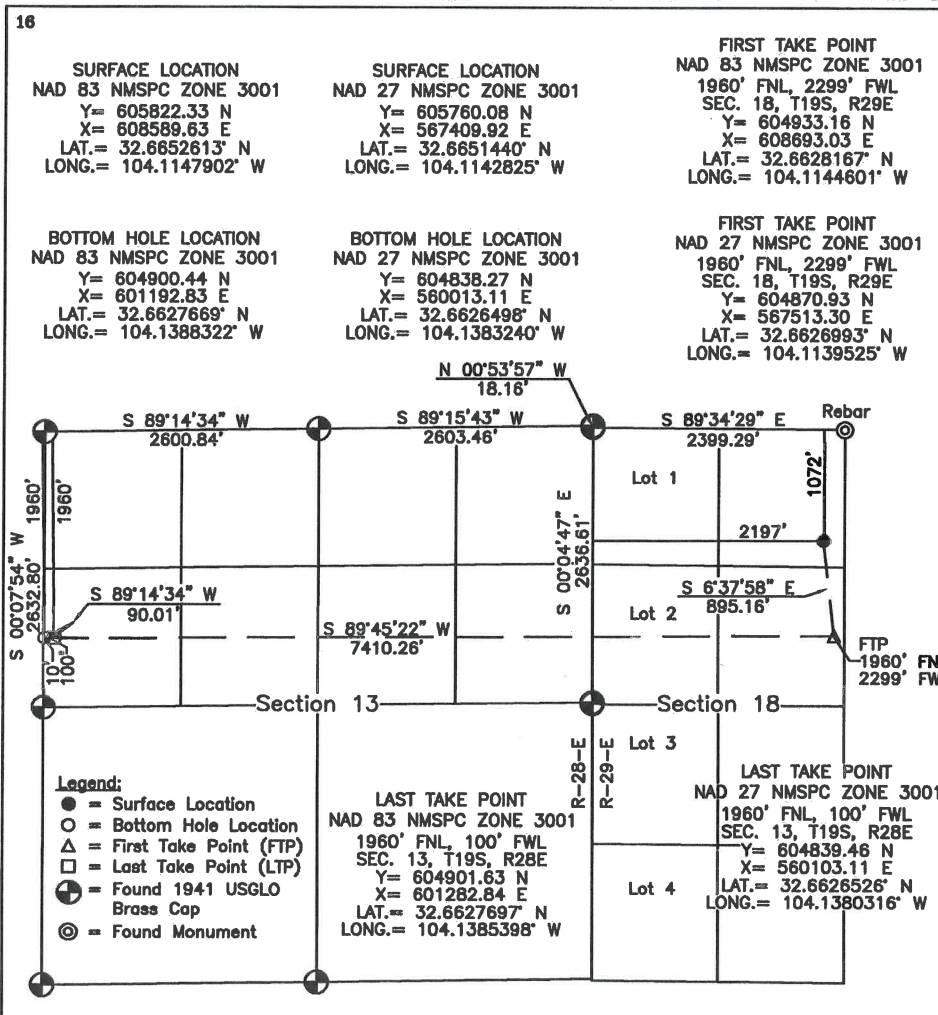 16
SURFACE LOCATION
NAD 83 NMSPC ZONE 3001
Y= 605822.33 N
X= 608589.63 E
LAT.= 32.6652613° N
LONG.= 104.1147902° W
SURFACE LOCATION
NAD 27 NMSPC ZONE 3001
Y= 605760.08 N
X= 567409.92 E
LAT.= 32.6651440° N
LONG.= 104.1142825° W
FIRST TAKE POINT
NAD 83 NMSPC ZONE 3001
1960' FNL, 2299' FWL
SEC. 18, T19S, R29E
Y= 604933.16 N
X= 608693.03 E
LAT.= 32.6628167° N
LONG.= 104.1144601° W
BOTTOM HOLE LOCATION
NAD 83 NMSPC ZONE 3001
Y= 604900.44 N
X= 601192.83 E
LAT.= 32.6627669° N
LONG.= 104.1388322° W
BOTTOM HOLE LOCATION
NAD 27 NMSPC ZONE 3001
Y= 604838.27 N
X= 560013.11 E
LAT.= 32.6626498° N
LONG.= 104.1383240° W
FIRST TAKE POINT
NAD 27 NMSPC ZONE 3001
1960' FNL, 2299' FWL
SEC. 18, T19S, R29E
Y= 604870.93 N
X= 567513.30 E
LAT.= 32.6626993° N
LONG.= 104.1139525° W
N 00°53'57" W
18.16'
S 89°14'34" W
2600.84'
S 89°15'43" W
2603.46'
S 89°34'29" E
2399.29'
Rebar
Lot 1
1072'
1960'
1960'
S 00°07'54" W
2632.80'
S 00°04'47" E
2636.61'
2197'
S 89°14'34" W
90.01'
S 6°37'58" E
895.16'
Lot 2
S 89°45'22" W
7410.26'
FTP
1960' FN
2299' FW
10'
100'
Section 13
Section 18
R-28-E
R-29-E
Lot 3
Lot 4
Legend:
= Surface Location
= Bottom Hole Location
= First Take Point (FTP)
= Last Take Point (LTP)
= Found 1941 USGLO
Brass Cap
= Found Monument
LAST TAKE POINT
NAD 83 NMSPC ZONE 3001
1960' FNL, 100' FWL
SEC. 13, T19S, R28E
Y= 604901.63 N
X= 601282.84 E
LAT.= 32.6627697° N
LONG.= 104.1385398° W
LAST TAKE POINT
NAD 27 NMSPC ZONE 3001
1960' FNL, 100' FWL
SEC. 13, T19S, R28E
Y= 604839.46 N
X= 560103.11 E
LAT.= 32.6626526° N
LONG.= 104.1380316° W